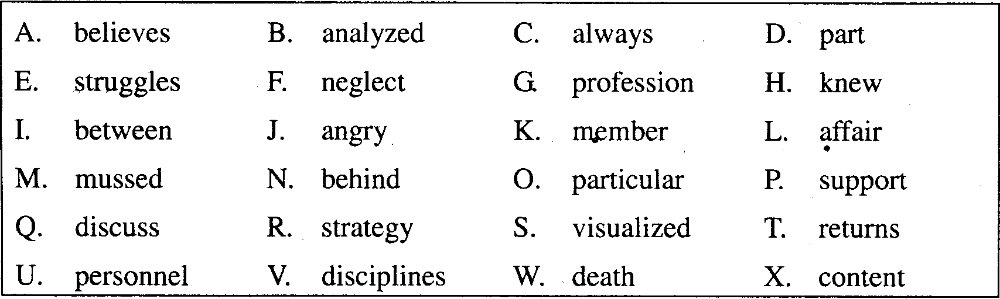 A. believes B. analyzed C. always D. part
E. struggles F. neglect G. profession H. knew
I. between J. angry K. member L. affair
M. mussed N. behind O. particular P. support
Q. discuss R. strategy S. visualized T. returns
U. personnel V. disciplines W. death X. content